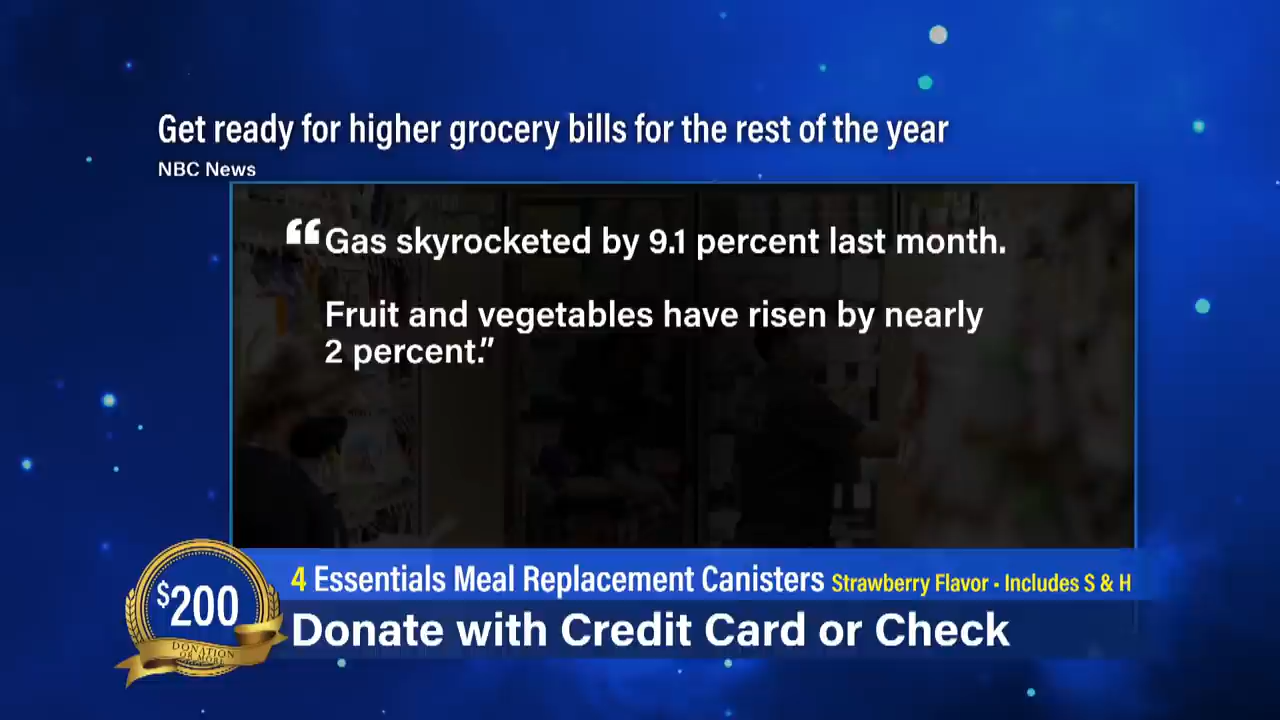 Get ready for higher grocery bills for the rest of the year
NBC News
“Gas skyrocketed by 9.1 percent last month.
Fruit and vegetables have risen by nearly
2 percent.”
4 Essentials Meal Replacement Canisters Strawberry Flavor · Includes S & H
$200
DONATION
OR MORE
Donate with Credit Card or Check